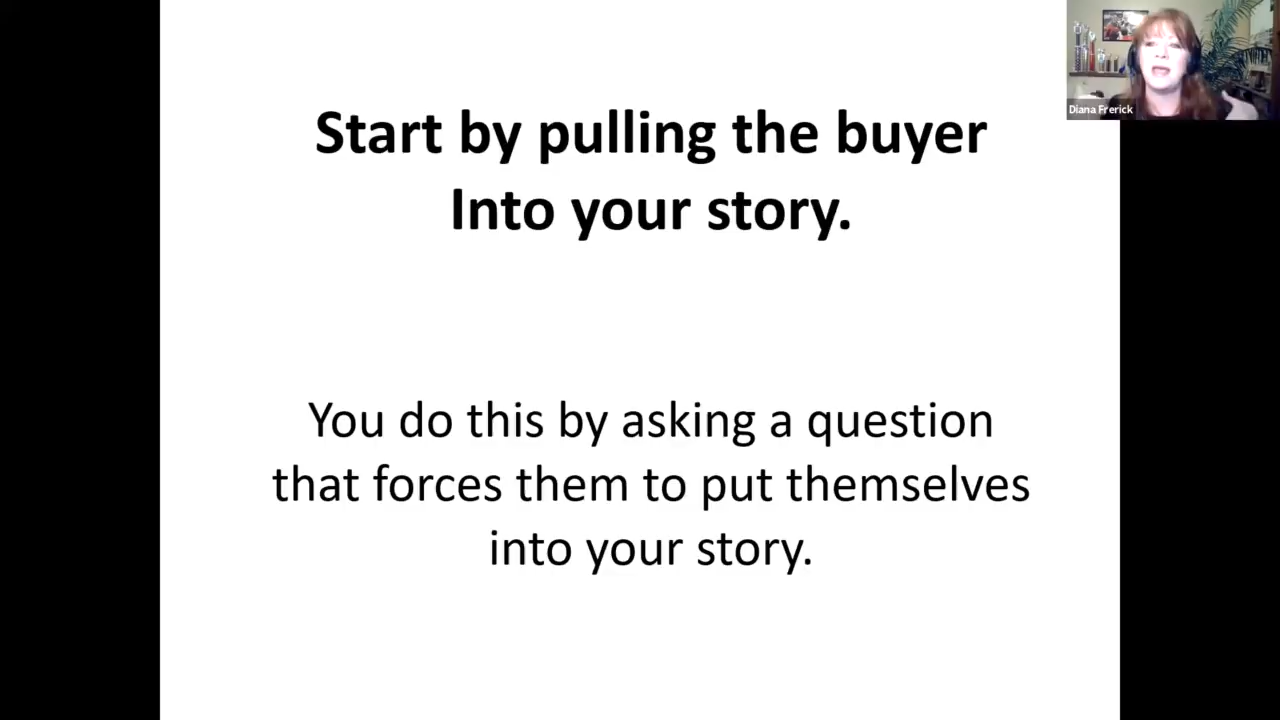 Start by pulling the buyer
Into your story.
You do this by asking a question
that forces them to put themselves
into your story.
Diana Frerick